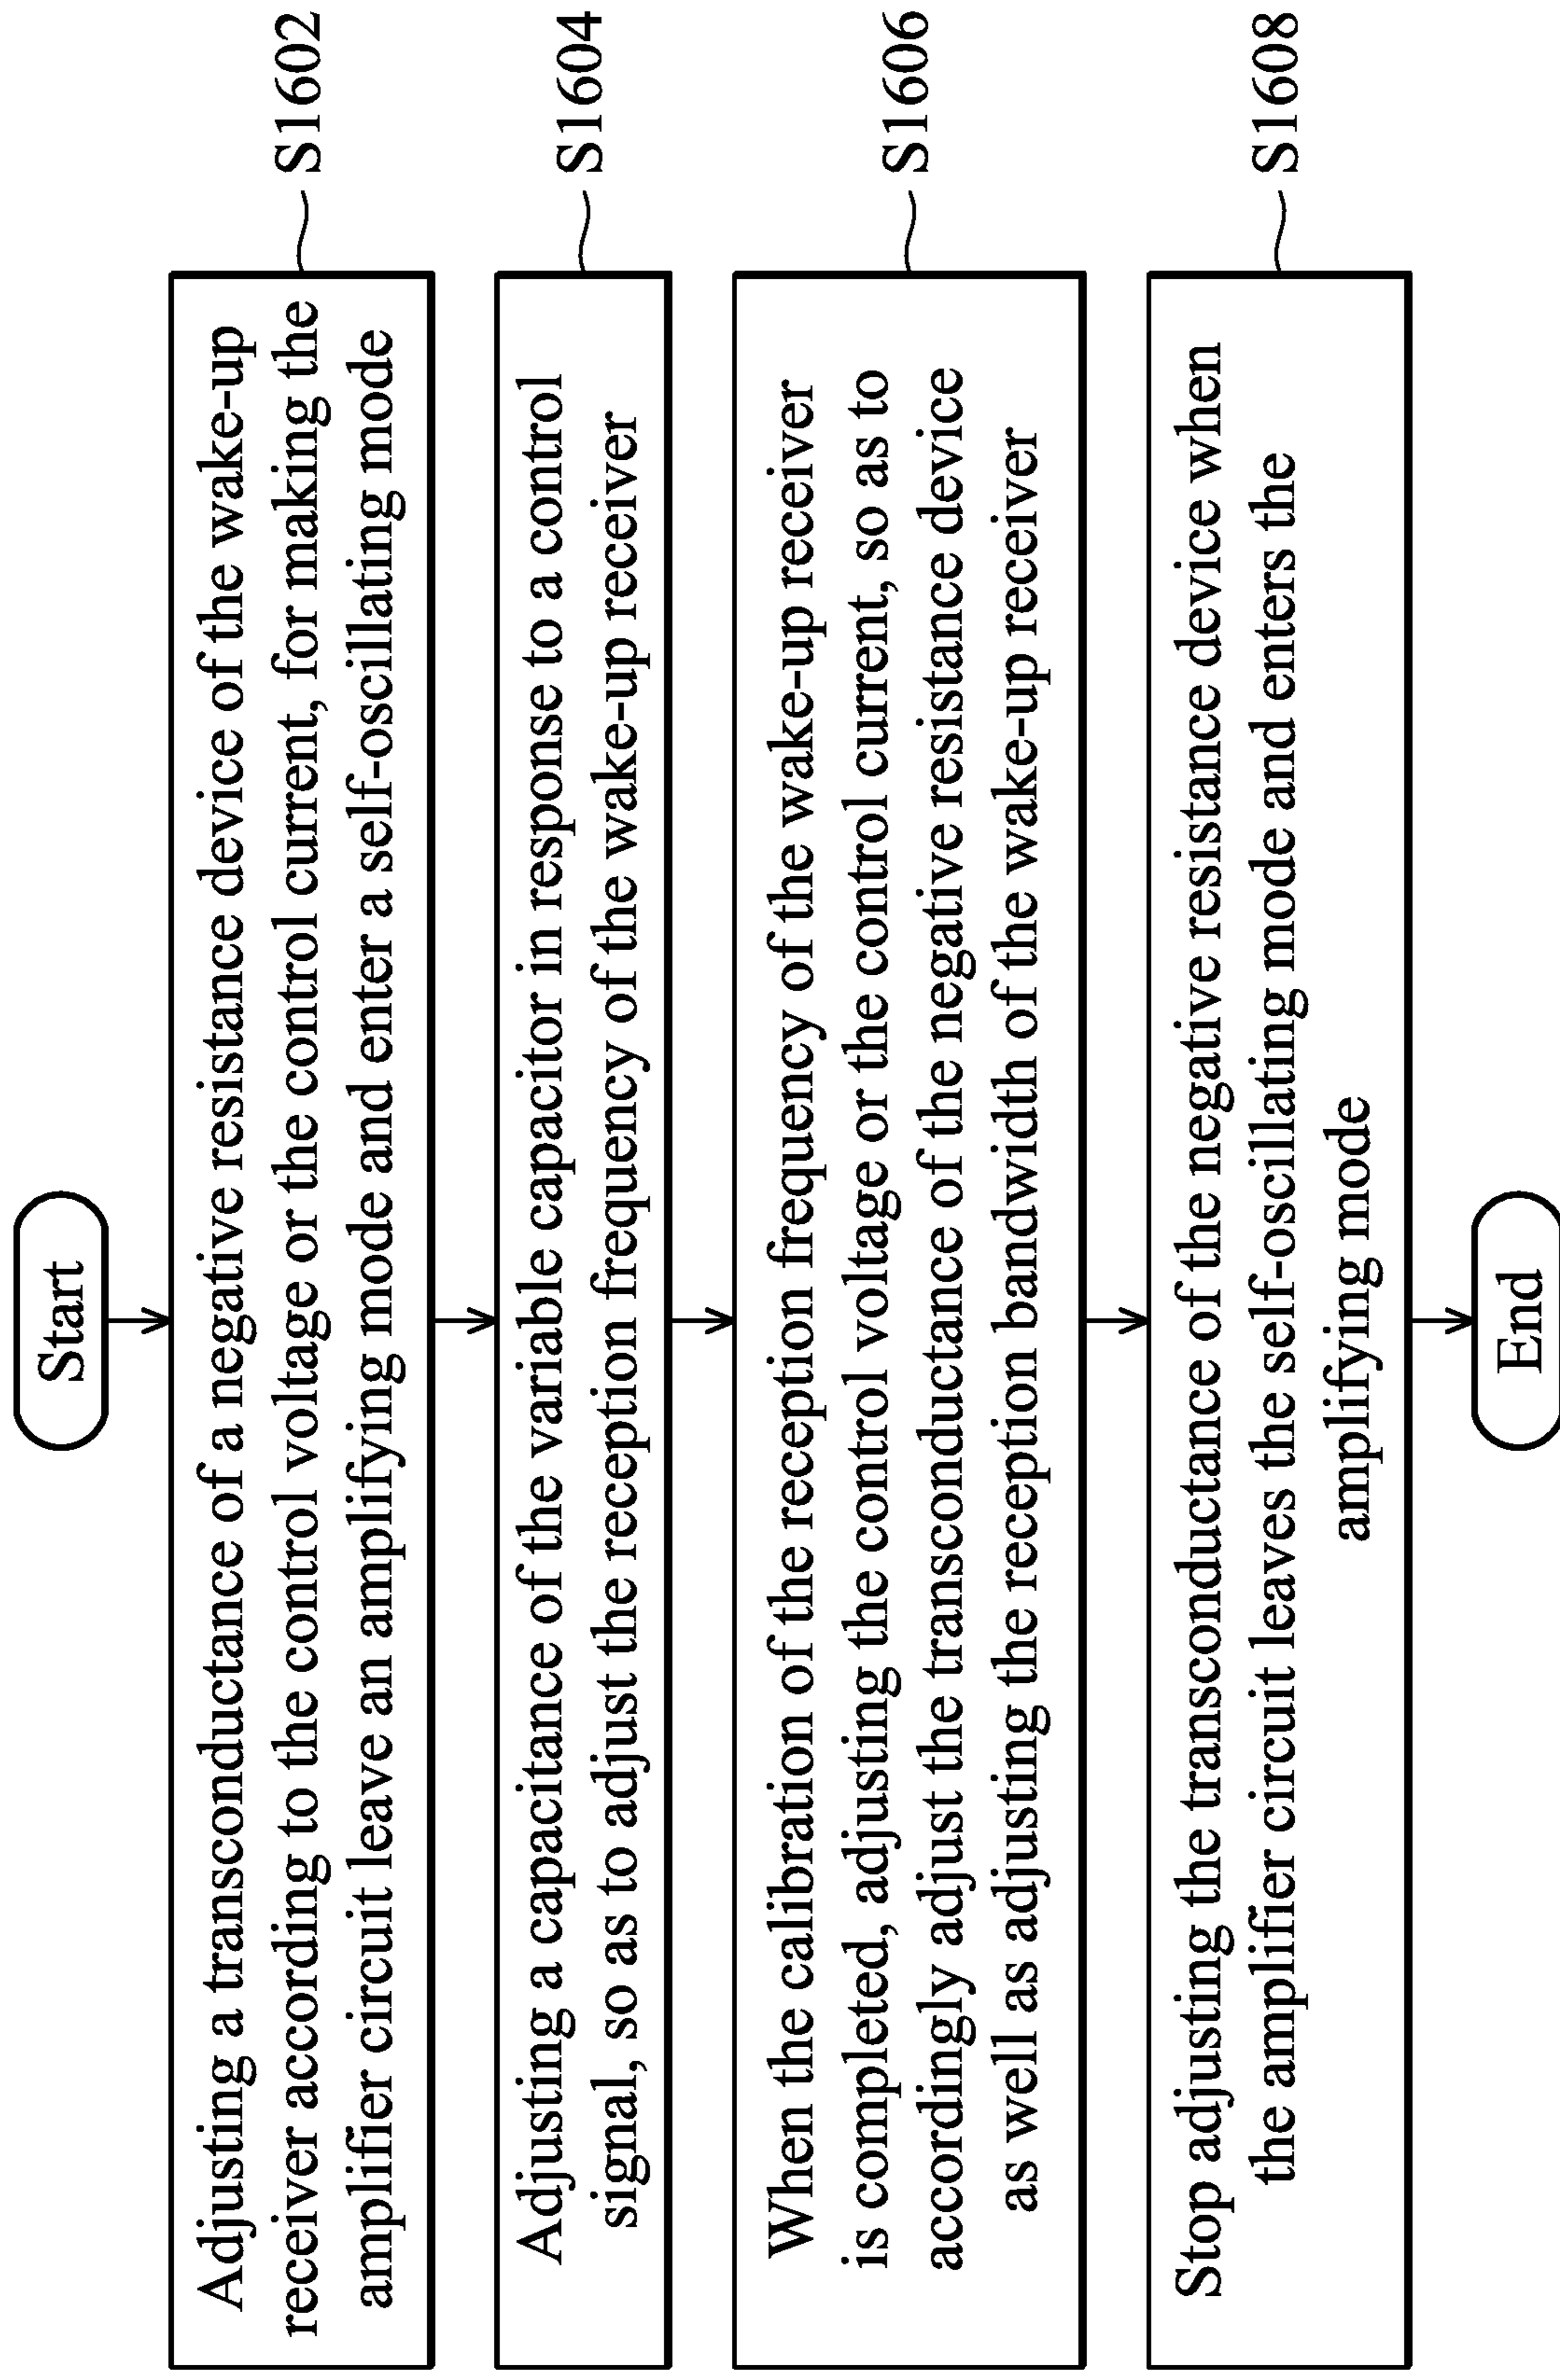 Start
Adjusting a transconductance of a negative resistance device of the wake-up
receiver according to the control voltage or the control current, for making the
amplifier circuit leave an amplifying mode and enter a self-oscillating mode
S1602
Adjusting a capacitance of the variable capacitor in response to a control
signal, so as to adjust the reception frequency of the wake-up receiver
S1604
When the calibration of the reception frequency of the wake-up receiver
is completed, adjusting the control voltage or the control current, so as to
accordingly adjust the transconductance of the negative resistance device
as well as adjusting the reception bandwidth of the wake-up receiver
S1606
Stop adjusting the transconductance of the negative resistance device when
the amplifier circuit leaves the self-oscillating mode and enters the
amplifying mode
S1608
End